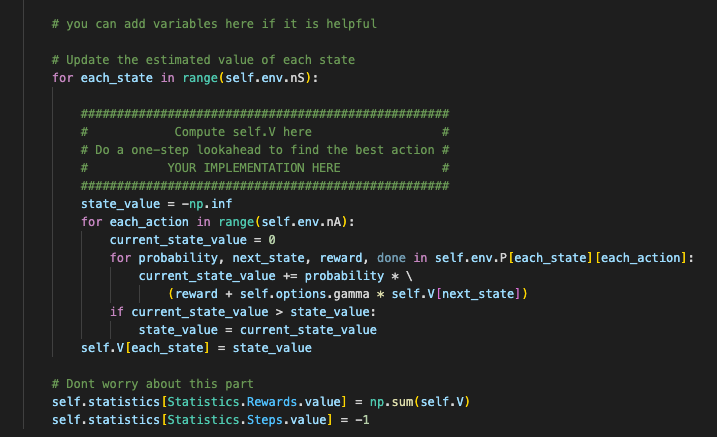 # you can add variables here if it is helpful
# Update the estimated value of each state
for each_state in range(self.env.nS):
###################################################
#            Compute self.V here                  #
# Do a one-step lookahead to find the best action #
#           YOUR IMPLEMENTATION HERE              #
###################################################
state_value = -np.inf
for each_action in range(self.env.nA):
current_state_value = 0
for probability, next_state, reward, done in self.env.P[each_state][each_action]:
current_state_value += probability * \
(reward + self.options.gamma * self.V[next_state])
if current_state_value > state_value:
state_value = current_state_value
self.V[each_state] = state_value
# Dont worry about this part
self.statistics[Statistics.Rewards.value] = np.sum(self.V)
self.statistics[Statistics.Steps.value] = -1